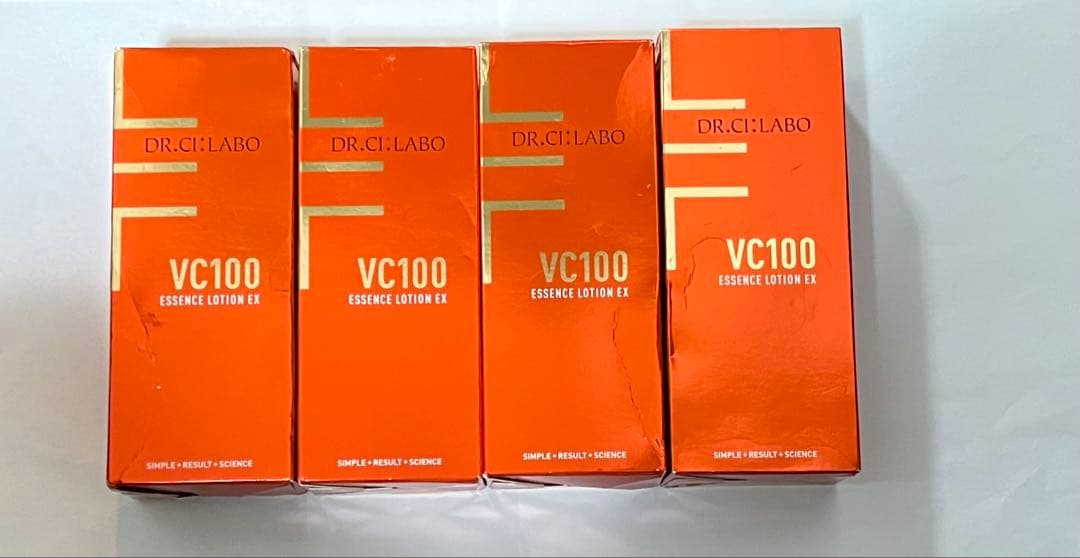 DR.CI:LABO
VC100
ESSENCE LOTION EX
SIMPLE + RESULT + SCIENCE
DR.CI:LABO
VC100
ESSENCE LOTION EX
SIMPLE + RESULT + SCIENCE
DR.CI:LABO
VC100
ESSENCE LOTION EX
SIMPLE + RESULT + SCIENCE
DR.CI:LABO
VC100
ESSENCE LOTION EX
SIMPLE + RESULT + SCIENCE